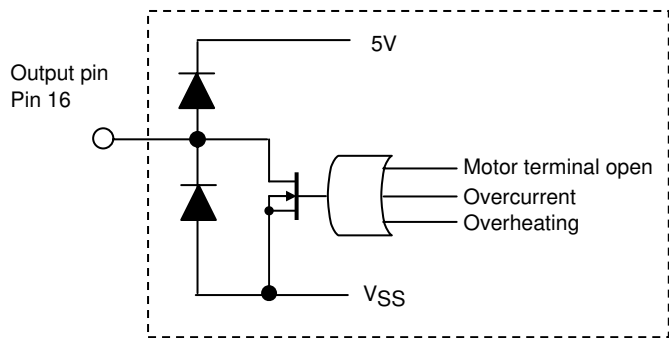 5V
Output pin
Pin 16
Motor terminal open
Overcurrent
Overheating
VSS